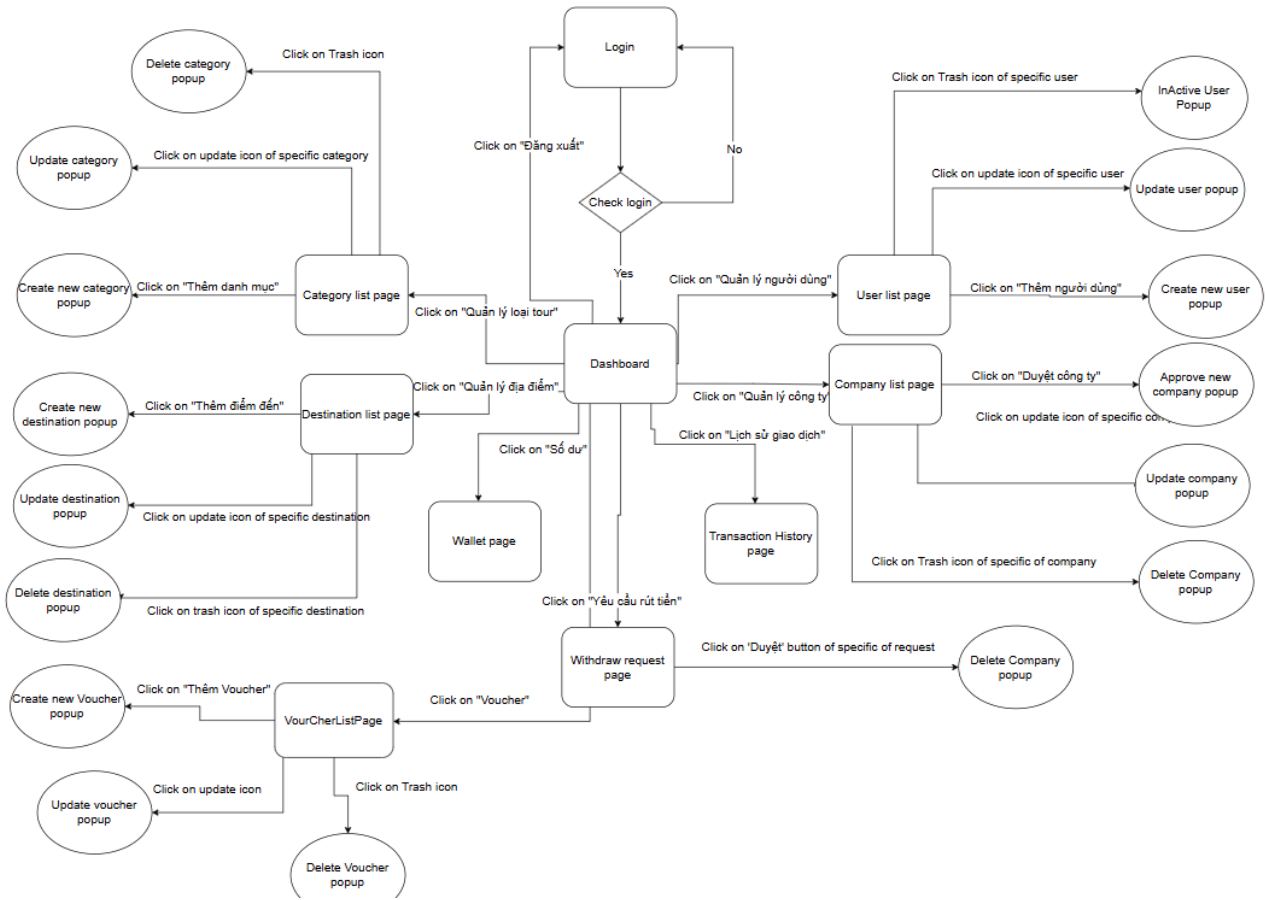 Login
Click on Trash icon
Delete category
popup
Click on Trash icon of specific user
InActive User
Popup
Click on "Đăng xuất"
No
Update category
popup
Click on update icon of specific category
Click on update icon of specific user
Update user popup
Check login
Yes
Create new category
popup
Click on "Thêm danh mục"
Category list page
Click on "Quản lý loại tour"
Click on "Quản lý người dùng"
User list page
Click on "Thêm người dùng"
Create new user
popup
Dashboard
Click on "Quản lý địa điểm"
Click on "Quản lý công ty"
Company list page
Click on "Duyệt công ty"
Approve new
company popup
Create new
destination popup
Click on "Thêm điểm đến"
Destination list page
Click on update icon of specific
Click on "Số dư"
Click on "Lịch sử giao dịch"
Update destination
popup
Click on update icon of specific destination
Update company
popup
Wallet page
Transaction History
page
Click on Trash icon of specific of company
Delete Company
popup
Delete destination
popup
Click on trash icon of specific destination
Click on "Yêu cầu rút tiền"
Withdraw request
page
Click on 'Duyệt' button of specific of request
Delete Company
popup
Create new Voucher
popup
Click on "Thêm Voucher"
VourCherListPage
Click on "Voucher"
Update voucher
popup
Click on update icon
Click on Trash icon
Delete Voucher
popup